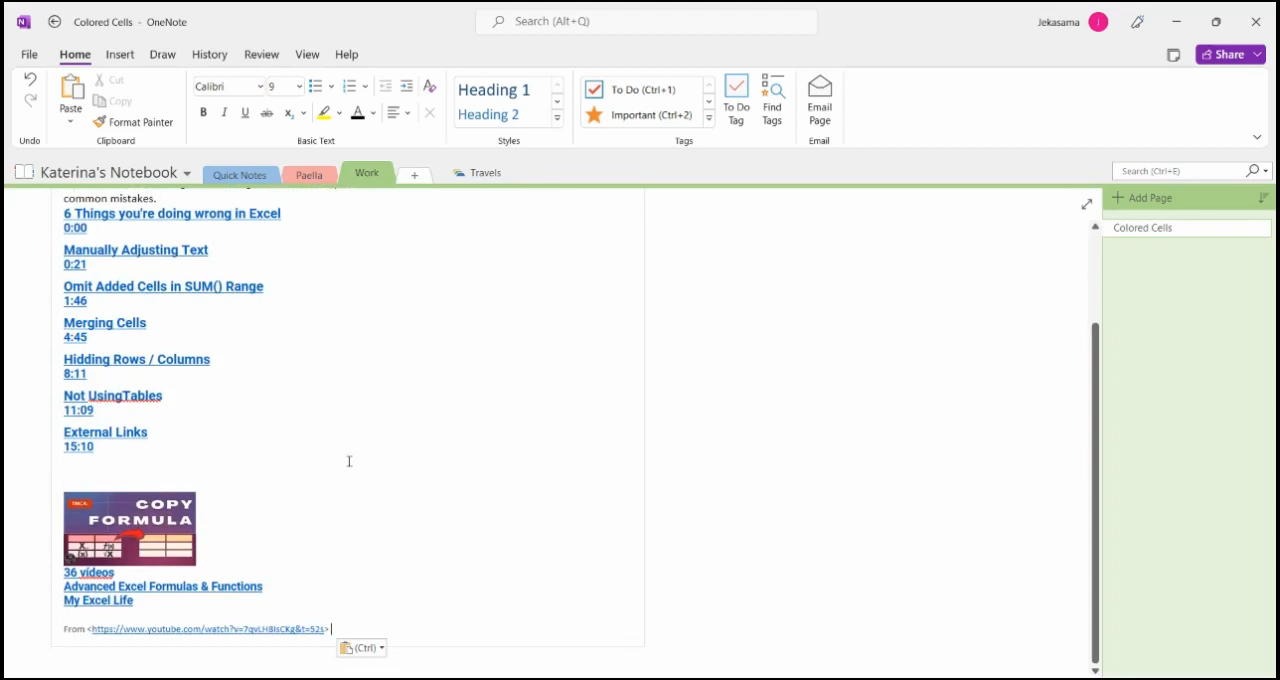 Colored Cells - OneNote
Search (Alt+Q)
Jekasama
J
File Home Insert Draw History Review View Help
Share
Paste
Cut
Copy
Format Painter
Calibri 9
B I U ab x₂ A
Heading 1
Heading 2
To Do (Ctrl+1)
Important (Ctrl+2)
To Do
Tag
Find
Tags
Email
Page
Undo Clipboard Basic Text Styles Tags Email
Katerina's Notebook Quick Notes Paella Work + Travels
Search (Ctrl+E)
Add Page
Colored Cells
common mistakes.
6 Things you're doing wrong in Excel
0:00
Manually Adjusting Text
0:21
Omit Added Cells in SUM() Range
1:46
Merging Cells
4:45
Hidding Rows / Columns
8:11
Not UsingTables
11:09
External Links
15:10
COPY
FORMULA
36 vídeos
Advanced Excel Formulas & Functions
My Excel Life
From <https://www.youtube.com/watch?v=7qvLHBIsCKg&t=52s>
(Ctrl)